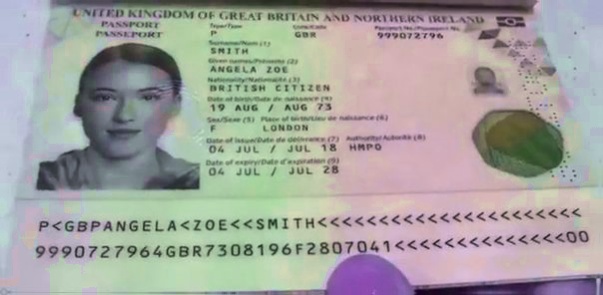 UNITED KINGDOM OF GREAT BRITAIN AND NORTHERN IRELAND
PASSPORT
PASSEPORT
Type/Type Code/Code Passport No./Passeport No.
P GBR 999072796
Surname/Nom (1)
SMITH
Given names/Prénoms (2)
ANGELA ZOE
Nationality/Nationalité (3)
BRITISH CITIZEN
Date of birth/Date de naissance (4)
19 AUG / AUG 73
Sex/Sexe (5) Place of birth/Lieu de naissance (6)
F LONDON
Date of issue/Date de délivrance (7) Authority/Autorité (8)
04 JUL / JUL 18 HMPO
Date of expiry/Date d'expiration (9)
04 JUL / JUL 28
P<GBPANGELA<ZOE<<SMITH<<<<<<<<<<<<<<<<<<<<<<
9990727964GBR7308196F2807041<<<<<<<<<<<<<<00